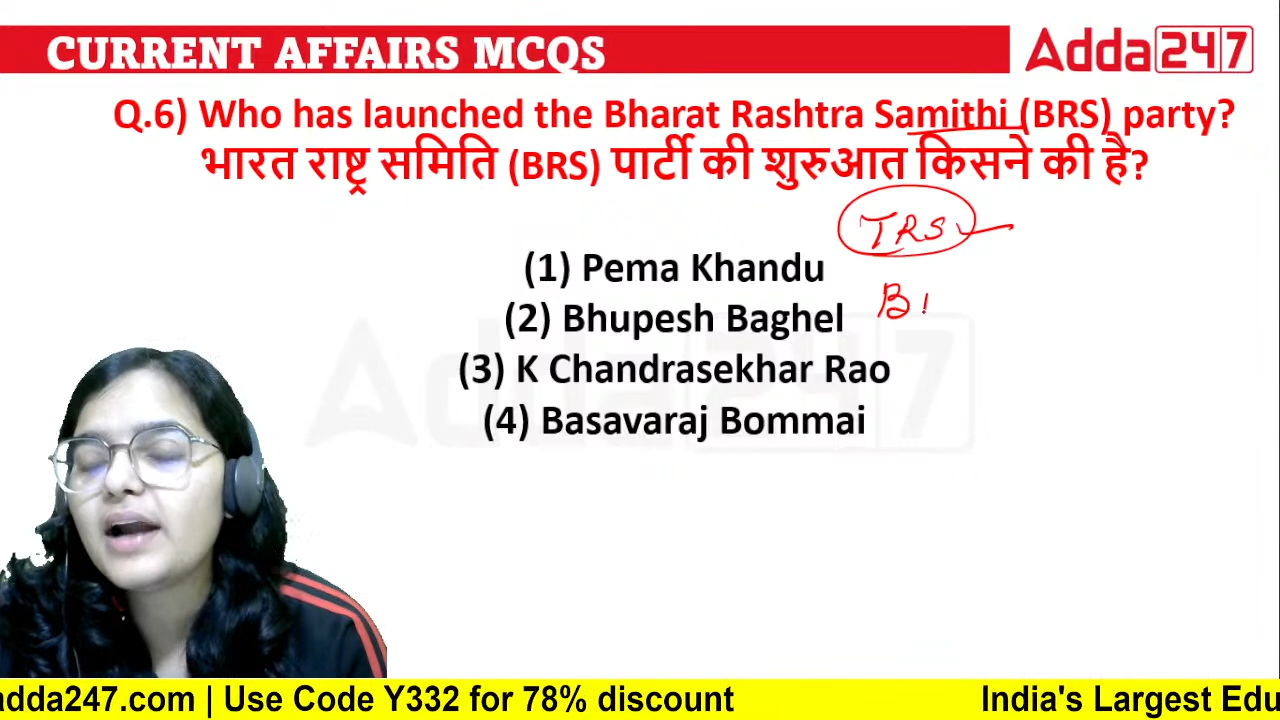 CURRENT AFFAIRS MCQS
Adda247
Q.6) Who has launched the Bharat Rashtra Samithi (BRS) party?
भारत राष्ट्र समिति (BRS) पार्टी की शुरुआत किसने की है?
TRS
(1) Pema Khandu
B
(2) Bhupesh Baghel
(3) K Chandrasekhar Rao
(4) Basavaraj Bommai
Adda247
adda247.com | Use Code Y332 for 78% discount
India's Largest Edu